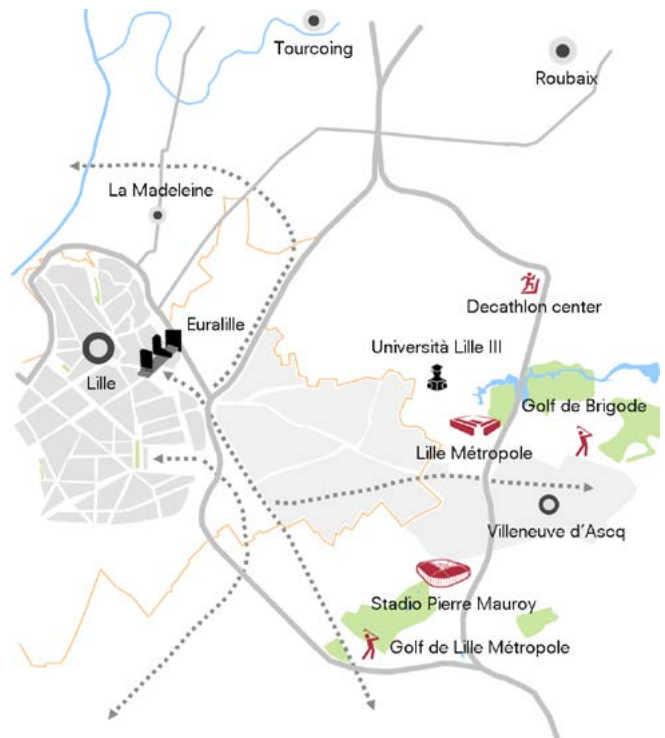 Tourcoing
Roubaix
La Madeleine
Decathlon center
Euralille
Università Lille III
Lille
Golf de Brigode
Lille Métropole
Villeneuve d'Ascq
Stadio Pierre Mauroy
Golf de Lille Métropole